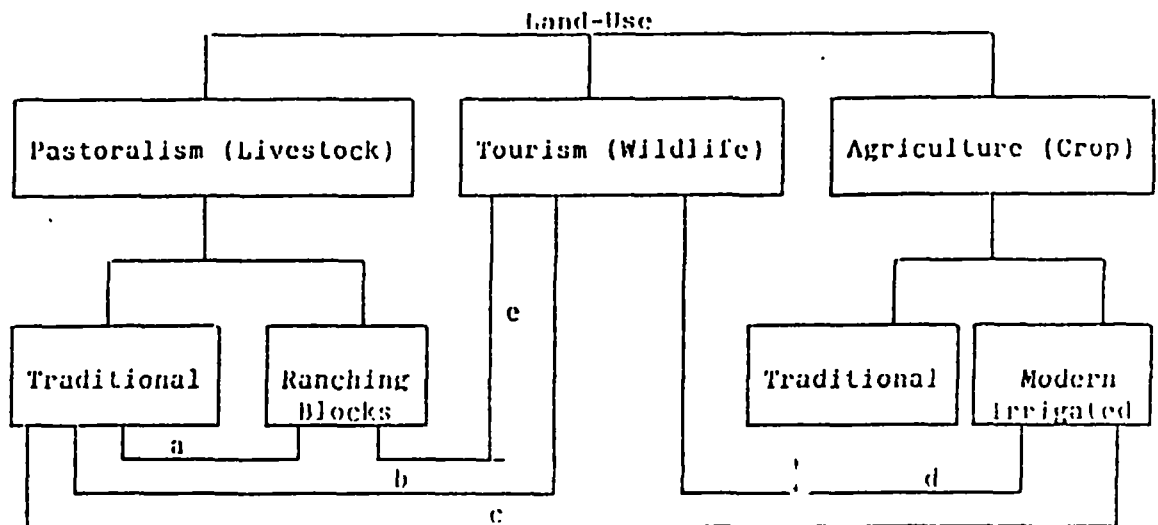 Land-Use
Pastoralism (Livestock)
Tourism (Wildlife)
Agriculture (Crop)
e
Traditional
Ranching
Blocks
Traditional
Modern
Irrigated
a
b
d
c